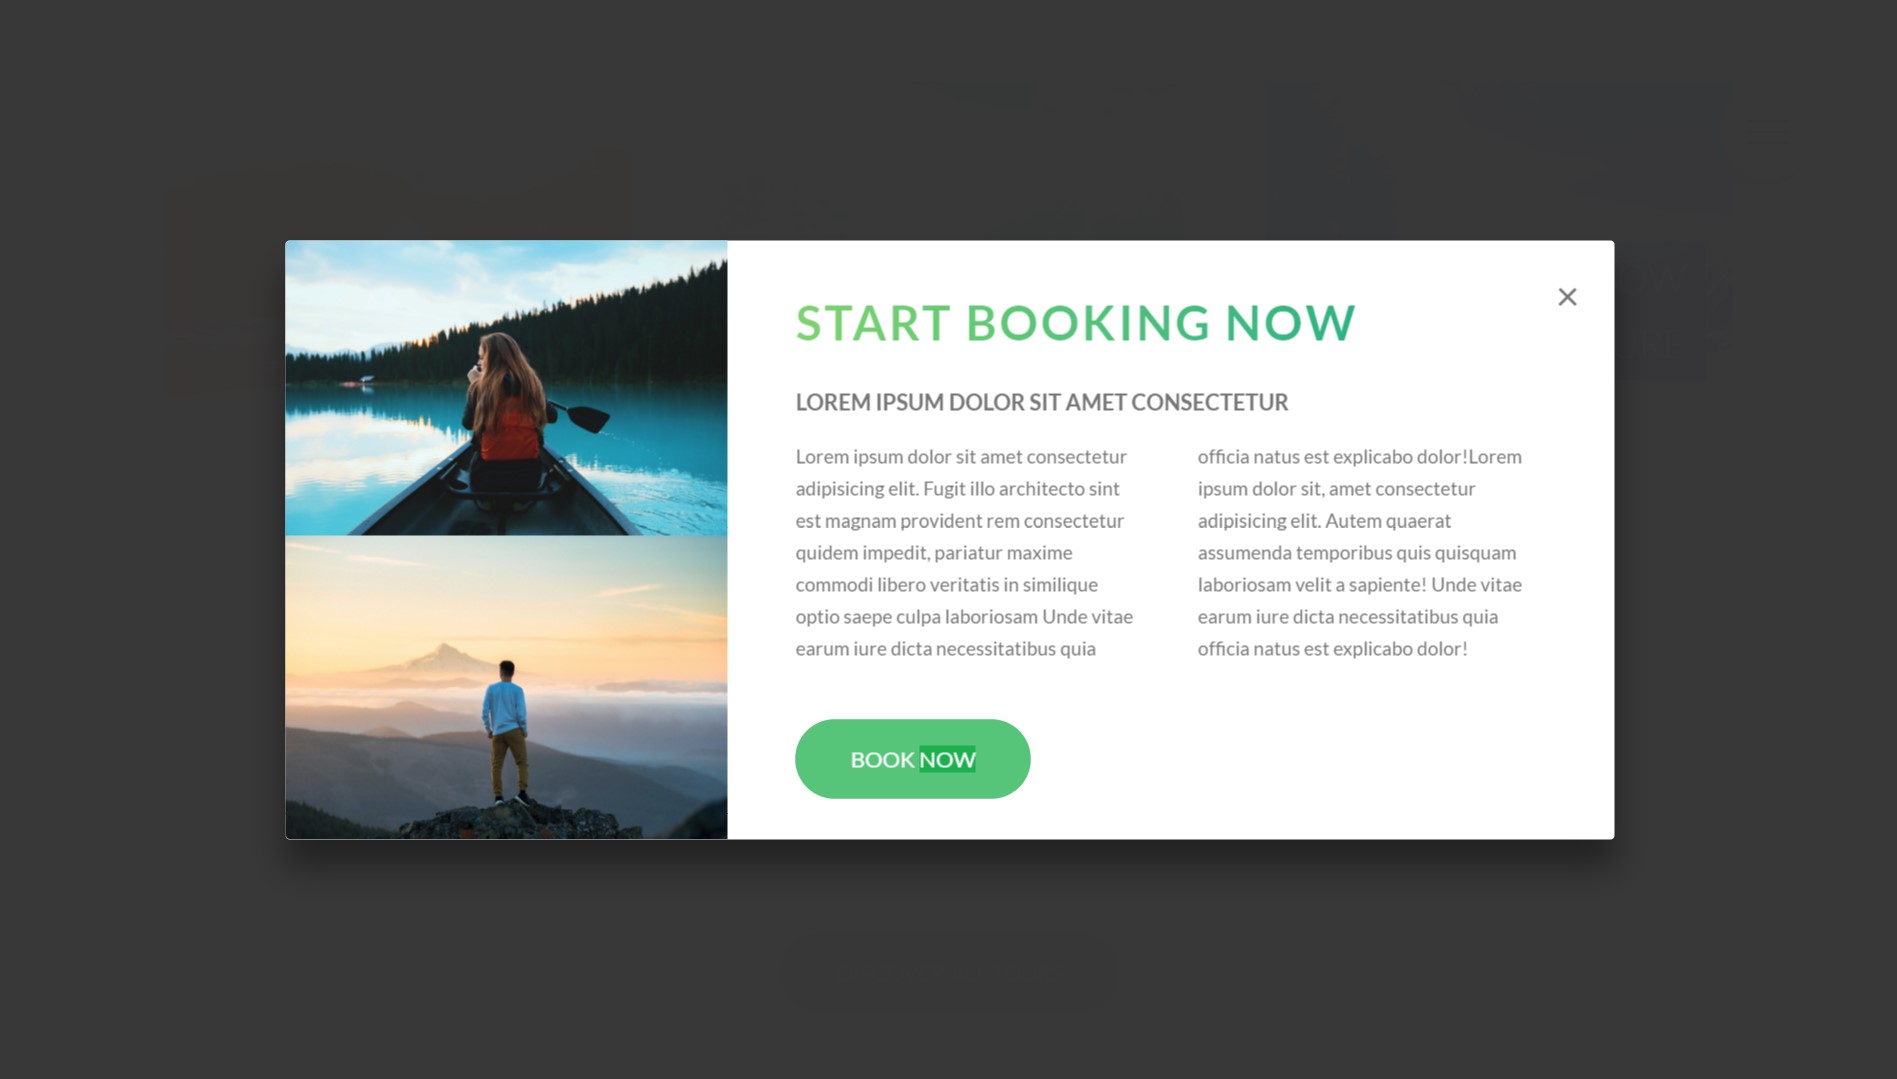 START BOOKING NOW
LOREM IPSUM DOLOR SIT AMET CONSECTETUR
Lorem ipsum dolor sit amet consectetur
adipisicing elit. Fugit illo architecto sint
est magnam provident rem consectetur
quidem impedit, pariatur maxime
commodi libero veritatis in similique
optio saepe culpa laboriosam Unde vitae
earum iure dicta necessitatibus quia
officia natus est explicabo dolor!Lorem
ipsum dolor sit, amet consectetur
adipisicing elit. Autem quaerat
assumenda temporibus quis quisquam
laboriosam velit a sapiente! Unde vitae
earum iure dicta necessitatibus quia
officia natus est explicabo dolor!
BOOK NOW